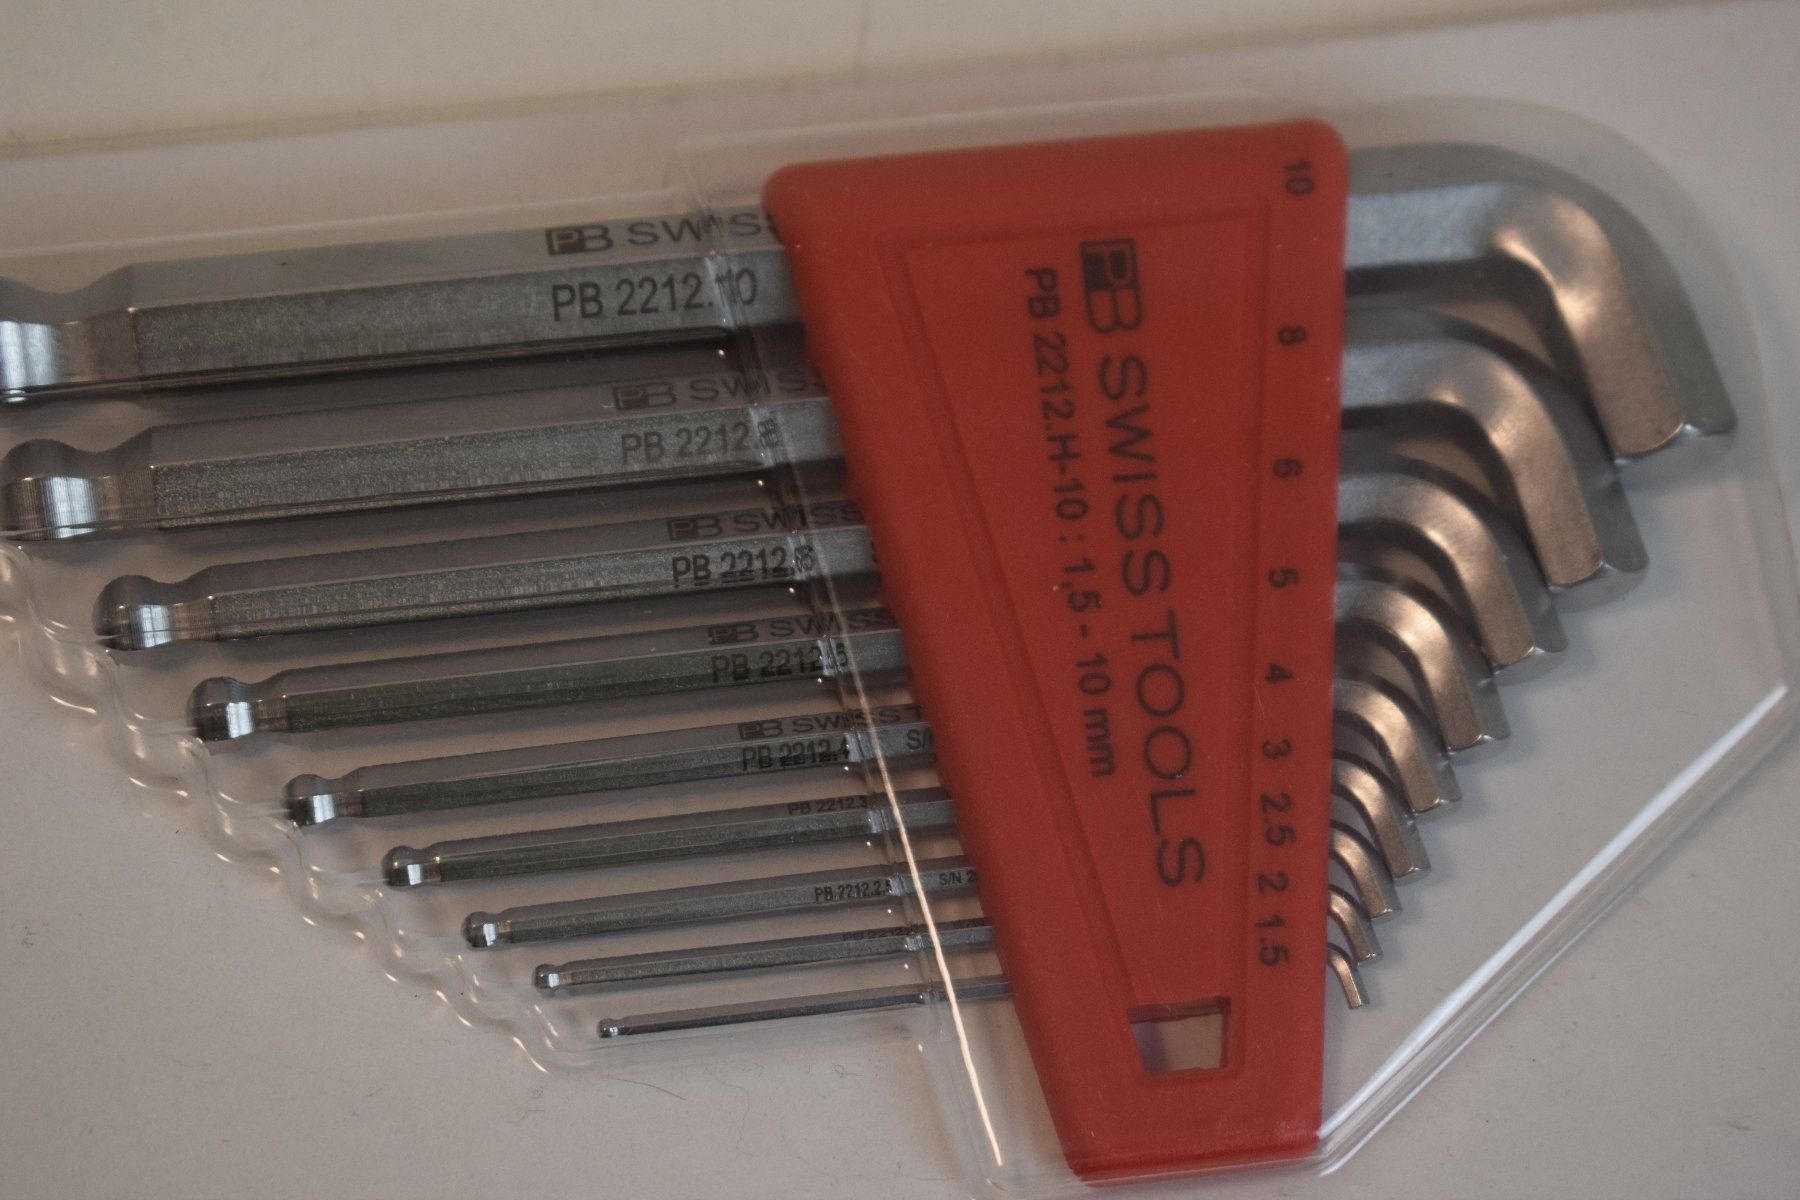 PB SWISS
PB 2212.10
PB SWISS
PB 2212.8
PB SWISS
PB 2212.6
PB SWISS
PB 2212.5
PB SWISS T
PB 2212.4
S/N
PB 2212.3
PB 2212.2,5
S/N
PB SWISS TOOLS
PB 2212.H-10 : 1,5 - 10 mm
10
8
6
5
4
3
2.5
2
1.5